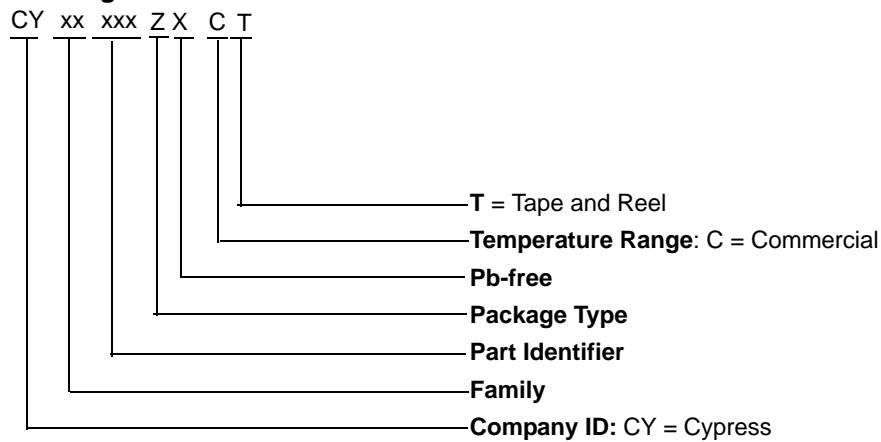 CY xx xxx Z X C T
T = Tape and Reel
Temperature Range: C = Commercial
Pb-free
Package Type
Part Identifier
Family
Company ID: CY = Cypress